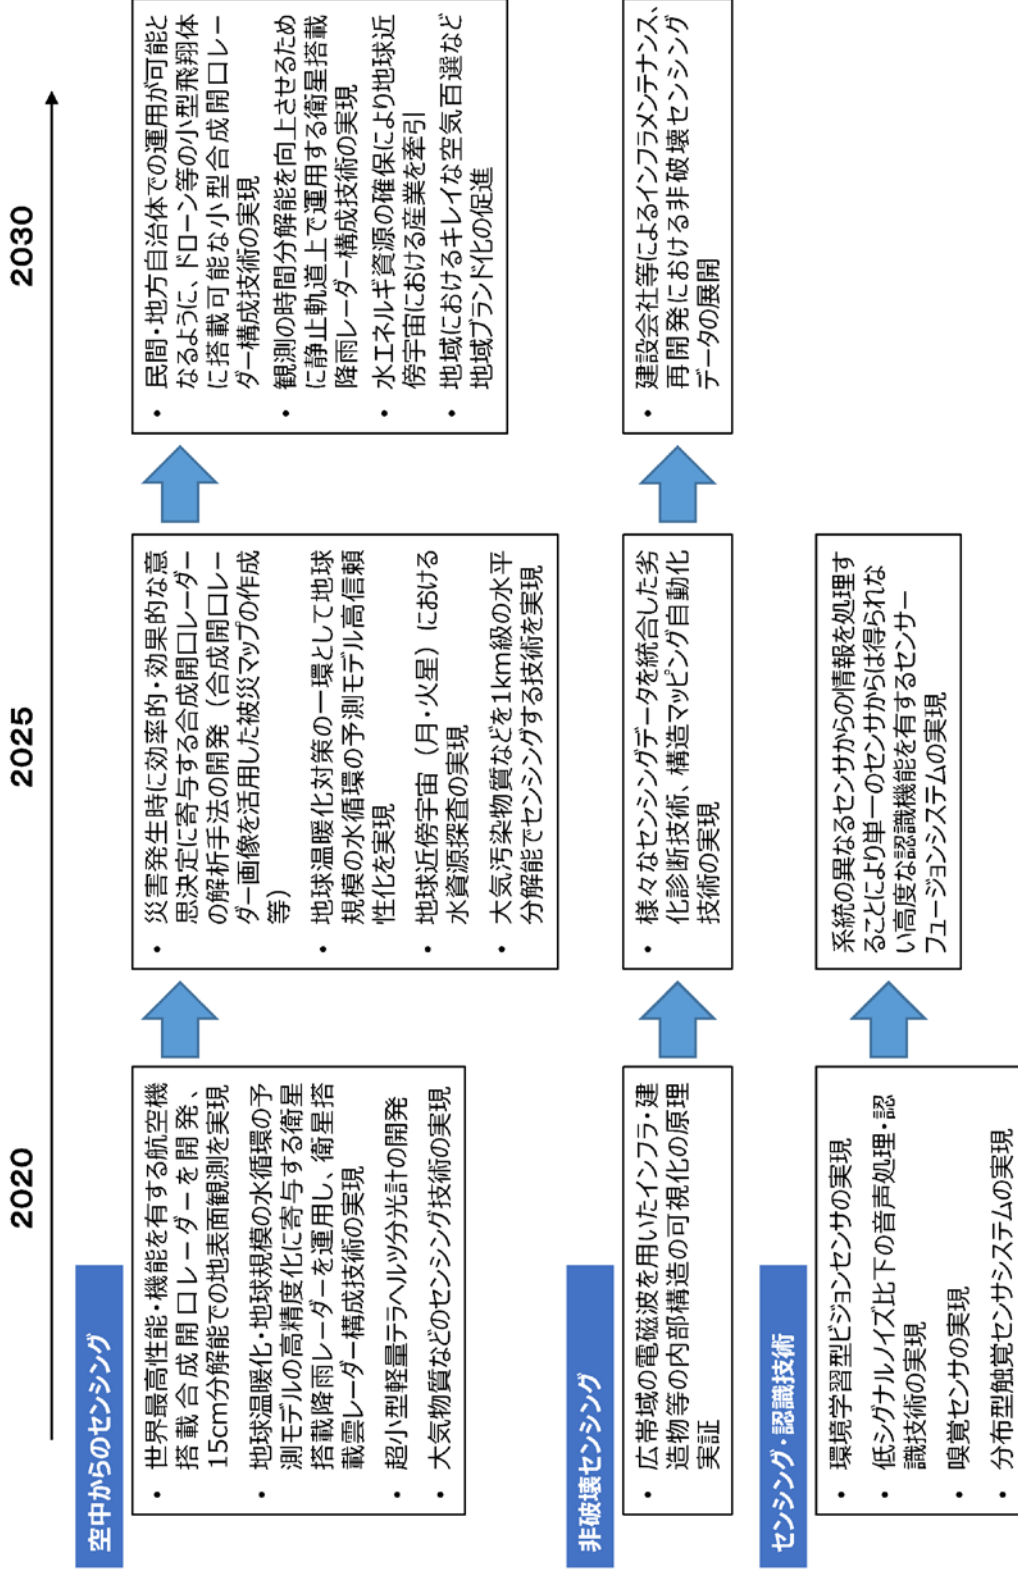 2020
2025
2030
空中からのセンシング
• 世界最高性能・機能を有する航空機
搭載合成開口レーダーを開発、
15cm分解能での地表面観測を実現
• 地球温暖化・地球規模の水循環の予
測モデルの高精度化に寄与する衛星
搭載降雨レーダーを運用し、衛星搭
載雲レーダー構成技術の実現
• 超小型軽量テラヘルツ分光計の開発
• 大気物質などのセンシング技術の実現
• 災害発生時に効率的・効果的な意
思決定に寄与する合成開口レーダー
の解析手法の開発（合成開口レー
ダー画像を活用した被災マップの作成
等）
• 地球温暖化対策の一環として地球
規模の水循環の予測モデル高信頼
性化を実現
• 地球近傍宇宙（月・火星）における
水資源探査の実現
• 大気汚染物質などを1km級の水平
分解能でセンシングする技術を実現
• 民間・地方自治体での運用が可能と
なるように、ドローン等の小型飛翔体
に搭載可能な小型合成開口レー
ダー構成技術の実現
• 観測の時間分解能を向上させるため
に静止軌道上で運用する衛星搭載
降雨レーダー構成技術の実現
• 水エネルギ資源の確保により地球近
傍宇宙における産業を牽引
• 地域におけるキレイな空気百選など
地域ブランド化の促進
非破壊センシング
• 広帯域の電磁波を用いたインフラ・建
造物等の内部構造の可視化の原理
実証
• 様々なセンシングデータを統合した劣
化診断技術、構造マッピング自動化
技術の実現
• 建設会社等によるインフラメンテナンス、
再開発における非破壊センシング
データの展開
センシング・認識技術
• 環境学習型ビジョンセンサの実現
• 低シグナルノイズ比下の音声処理・認
識技術の実現
• 嗅覚センサの実現
• 分布型触覚センサシステムの実現
系統の異なるセンサからの情報を処理す
ることにより単一のセンサからは得られな
い高度な認識機能を有するセンサー
フュージョンシステムの実現